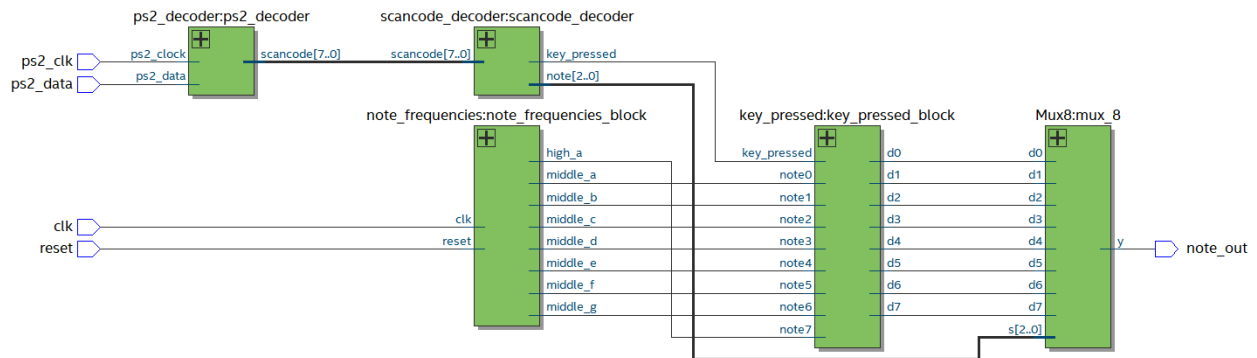 ps2_decoder:ps2_decoder
scancode_decoder:scancode_decoder
ps2_clk
ps2_data
ps2_clock
ps2_data
scancode[7..0]
scancode[7..0]
key_pressed
note[2..0]
note_frequencies:note_frequencies_block
key_pressed:key_pressed_block
Mux8:mux_8
clk
reset
clk
reset
high_a
middle_a
middle_b
middle_c
middle_d
middle_e
middle_f
middle_g
key_pressed
note0
note1
note2
note3
note4
note5
note6
note7
d0
d1
d2
d3
d4
d5
d6
d7
d0
d1
d2
d3
d4
d5
d6
d7
s[2..0]
y
note_out